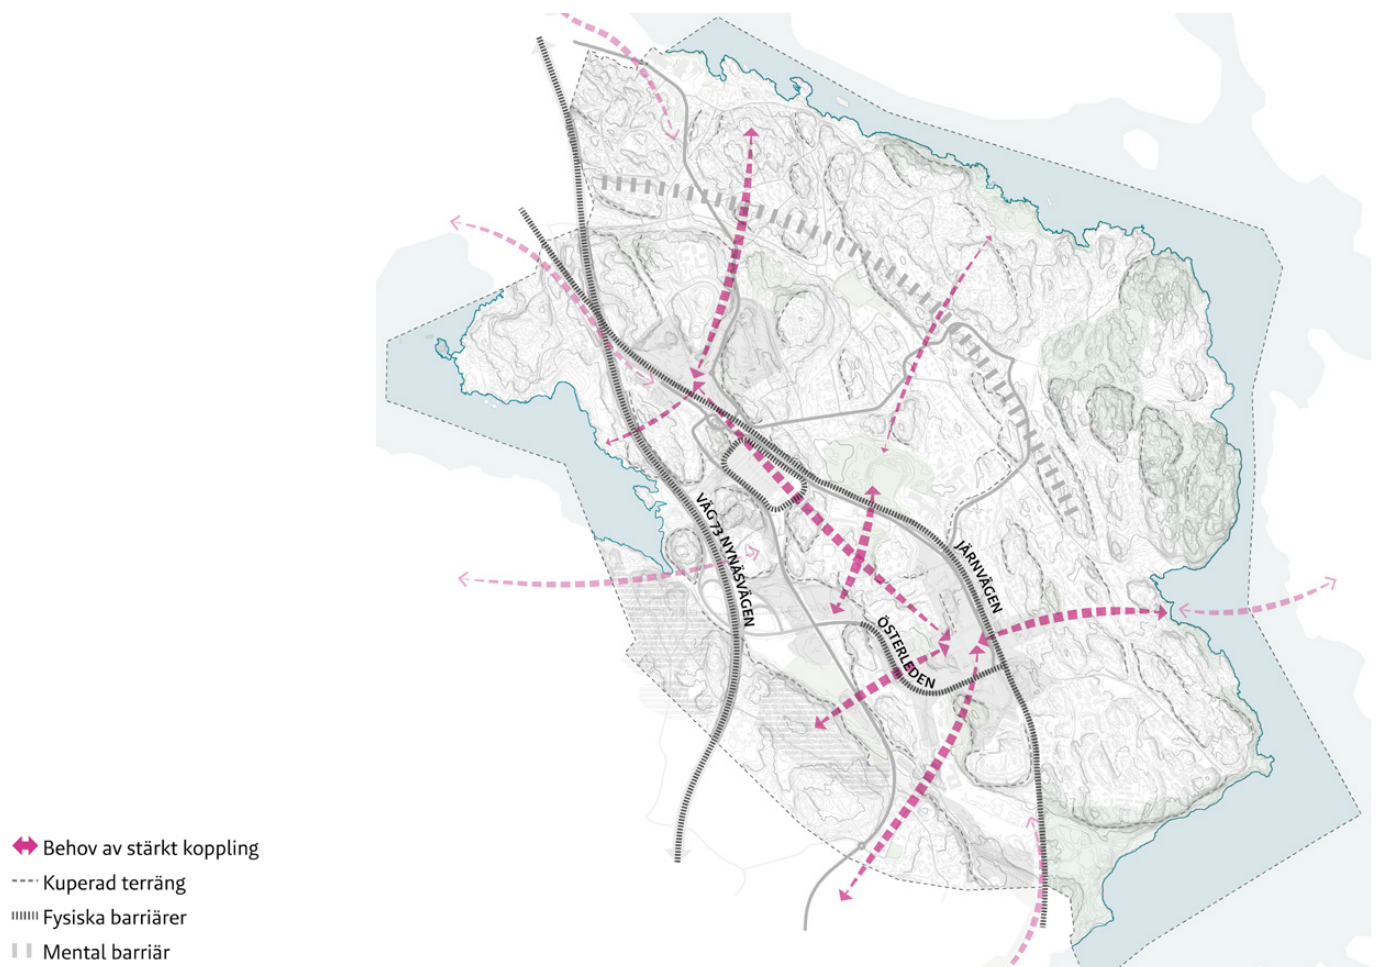 VÄG 73 NYNÄSVÄGEN
JÄRNVÄGEN
ÖSTERLEDEN
Behov av stärkt koppling
Kuperad terräng
Fysiska barriärer
Mental barriär